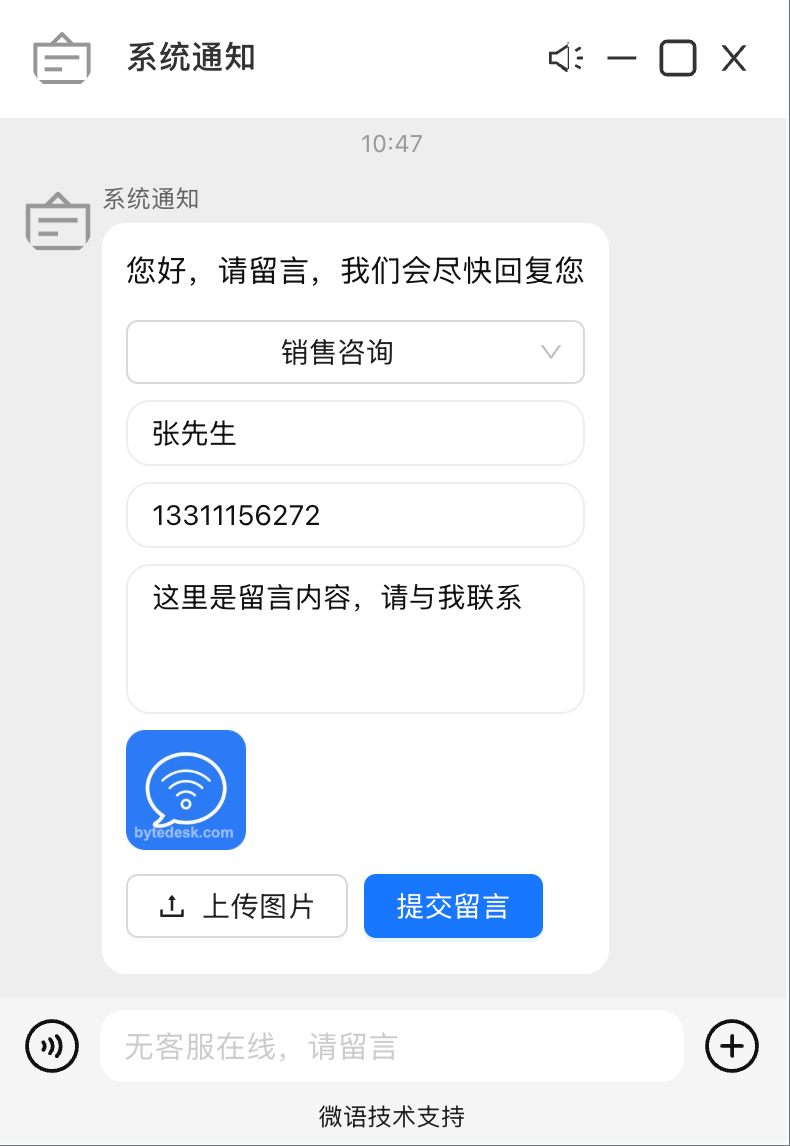 系统通知
10:47
系统通知
您好，请留言，我们会尽快回复您
销售咨询
张先生
13311156272
这里是留言内容，请与我联系
bytedesk.com
上传图片
提交留言
无客服在线，请留言
微语技术支持